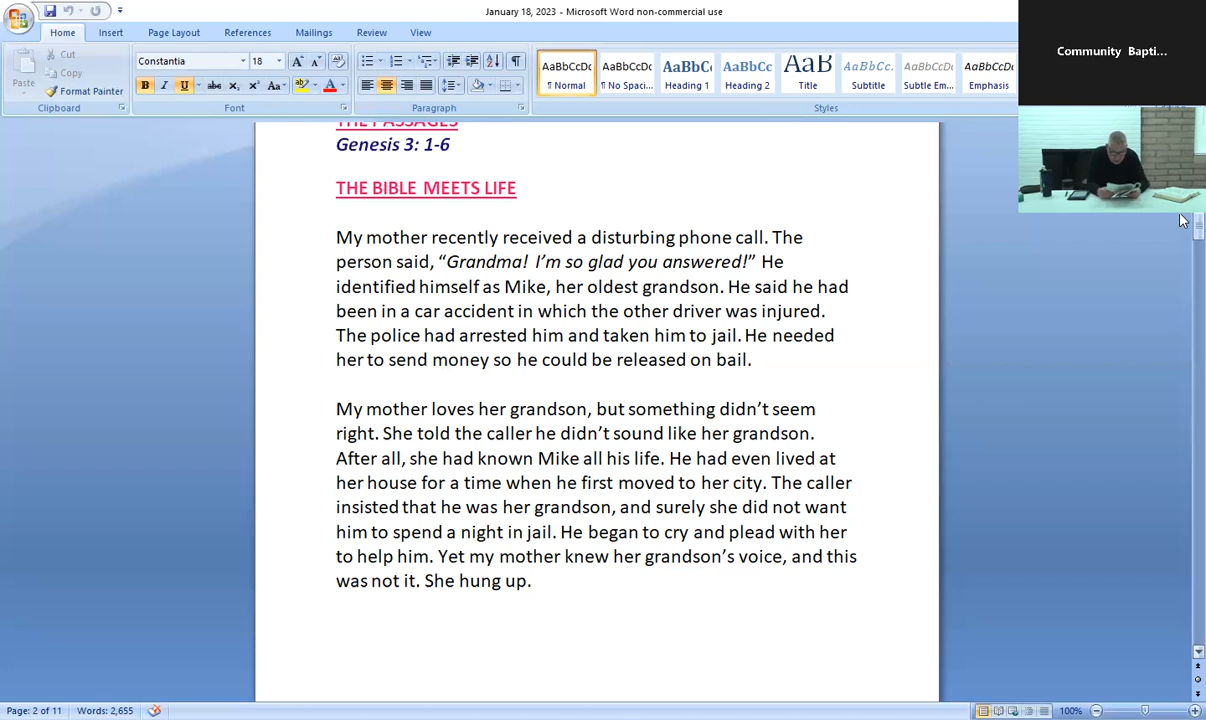 January 18, 2023 - Microsoft Word non-commercial use
Home Insert Page Layout References Mailings Review View
Community Bapti...
Paste
Cut
Copy
Format Painter
Clipboard
Constantia 18
B I U abc X₂ X² Aa
Font
Paragraph
AaBbCcDc AaBbCcDc AaBbCc AaBbCc AaB AaBbCc. AaBbCcDc AaBbCcDc
¶ Normal ¶ No Spaci... Heading 1 Heading 2 Title Subtitle Subtle Em... Emphasis
Styles
THE PASSAGES
Genesis 3: 1-6
THE BIBLE MEETS LIFE
My mother recently received a disturbing phone call. The
person said, “Grandma! I’m so glad you answered!” He
identified himself as Mike, her oldest grandson. He said he had
been in a car accident in which the other driver was injured.
The police had arrested him and taken him to jail. He needed
her to send money so he could be released on bail.
My mother loves her grandson, but something didn’t seem
right. She told the caller he didn’t sound like her grandson.
After all, she had known Mike all his life. He had even lived at
her house for a time when he first moved to her city. The caller
insisted that he was her grandson, and surely she did not want
him to spend a night in jail. He began to cry and plead with her
to help him. Yet my mother knew her grandson’s voice, and this
was not it. She hung up.
Page: 2 of 11 Words: 2,655 100%